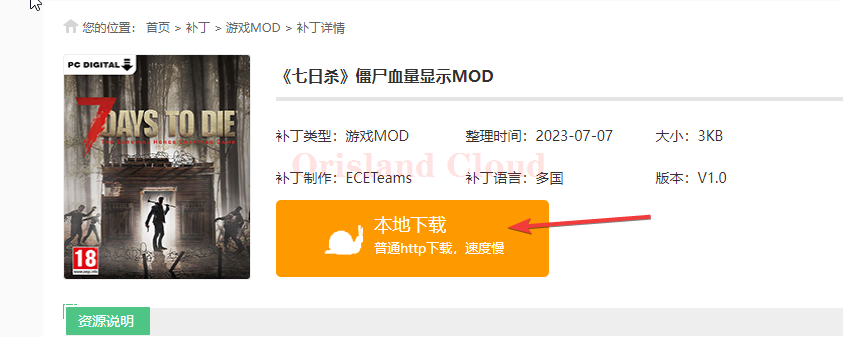 您的位置： 首页 > 补丁 > 游戏MOD > 补丁详情
PC DIGITAL
7 DAYS TO DIE
18
《七日杀》僵尸血量显示MOD
补丁类型：游戏MOD 整理时间：2023-07-07 大小：3KB
Orisland Cloud
补丁制作：ECETeams 补丁语言：多国 版本：V1.0
本地下载
普通http下载，速度慢
资源说明